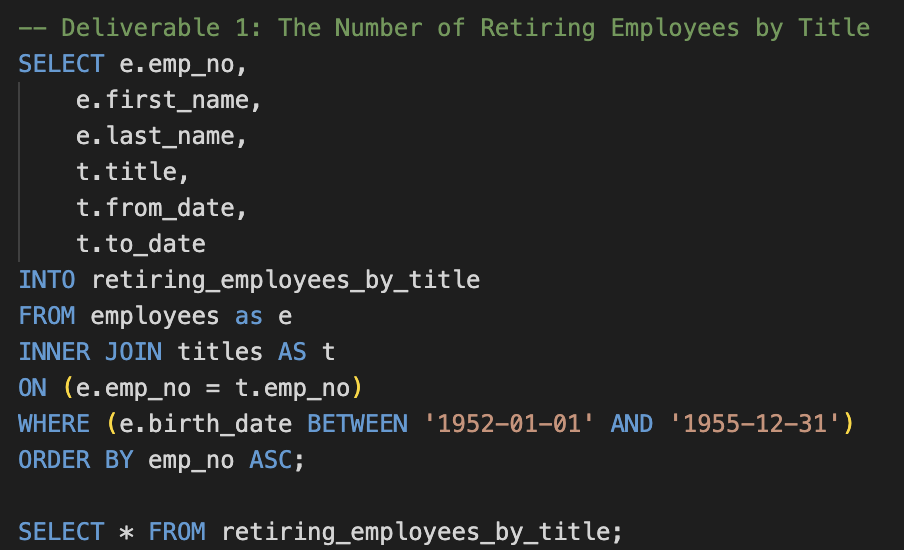 -- Deliverable 1: The Number of Retiring Employees by Title
SELECT e.emp_no,
    e.first_name,
    e.last_name,
    t.title,
    t.from_date,
    t.to_date
INTO retiring_employees_by_title
FROM employees as e
INNER JOIN titles AS t
ON (e.emp_no = t.emp_no)
WHERE (e.birth_date BETWEEN '1952-01-01' AND '1955-12-31')
ORDER BY emp_no ASC;

SELECT * FROM retiring_employees_by_title;